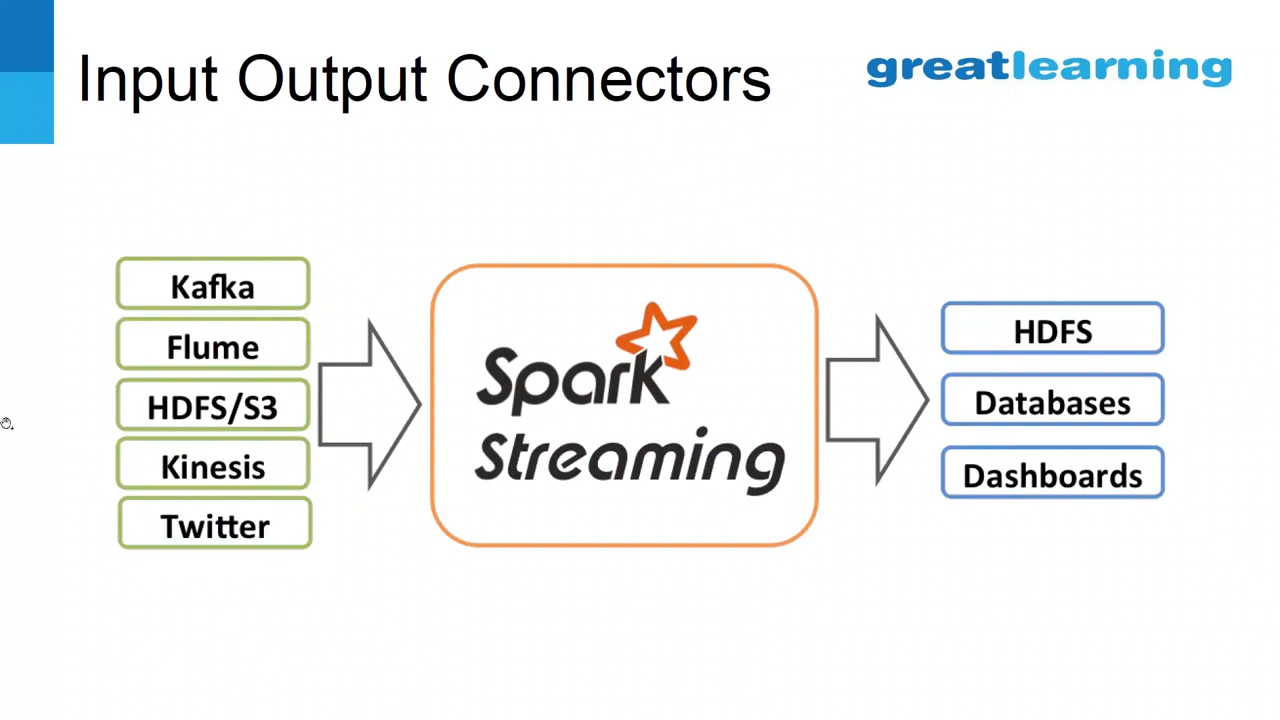 Input Output Connectors
greatlearning
Kafka
Flume
HDFS/S3
Kinesis
Twitter
Spark
Streaming
HDFS
Databases
Dashboards